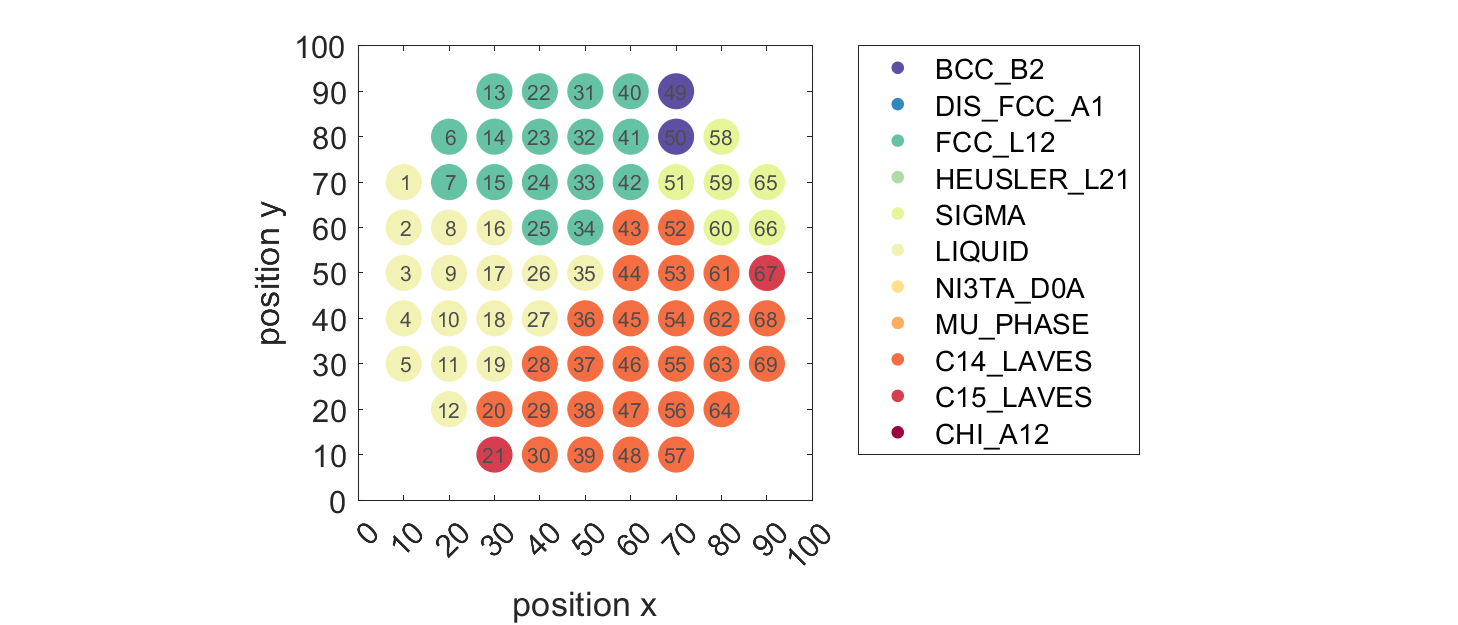 100
90
80
70
60
50
40
30
20
10
0
position y
13 22 31 40 49
6 14 23 32 41 50 58
1 7 15 24 33 42 51 59 65
2 8 16 25 34 43 52 60 66
3 9 17 26 35 44 53 61 67
4 10 18 27 36 45 54 62 68
5 11 19 28 37 46 55 63 69
12 20 29 38 47 56 64
21 30 39 48 57
0 10 20 30 40 50 60 70 80 90 100
position x
BCC_B2
DIS_FCC_A1
FCC_L12
HEUSLER_L21
SIGMA
LIQUID
NI3TA_D0A
MU_PHASE
C14_LAVES
C15_LAVES
CHI_A12